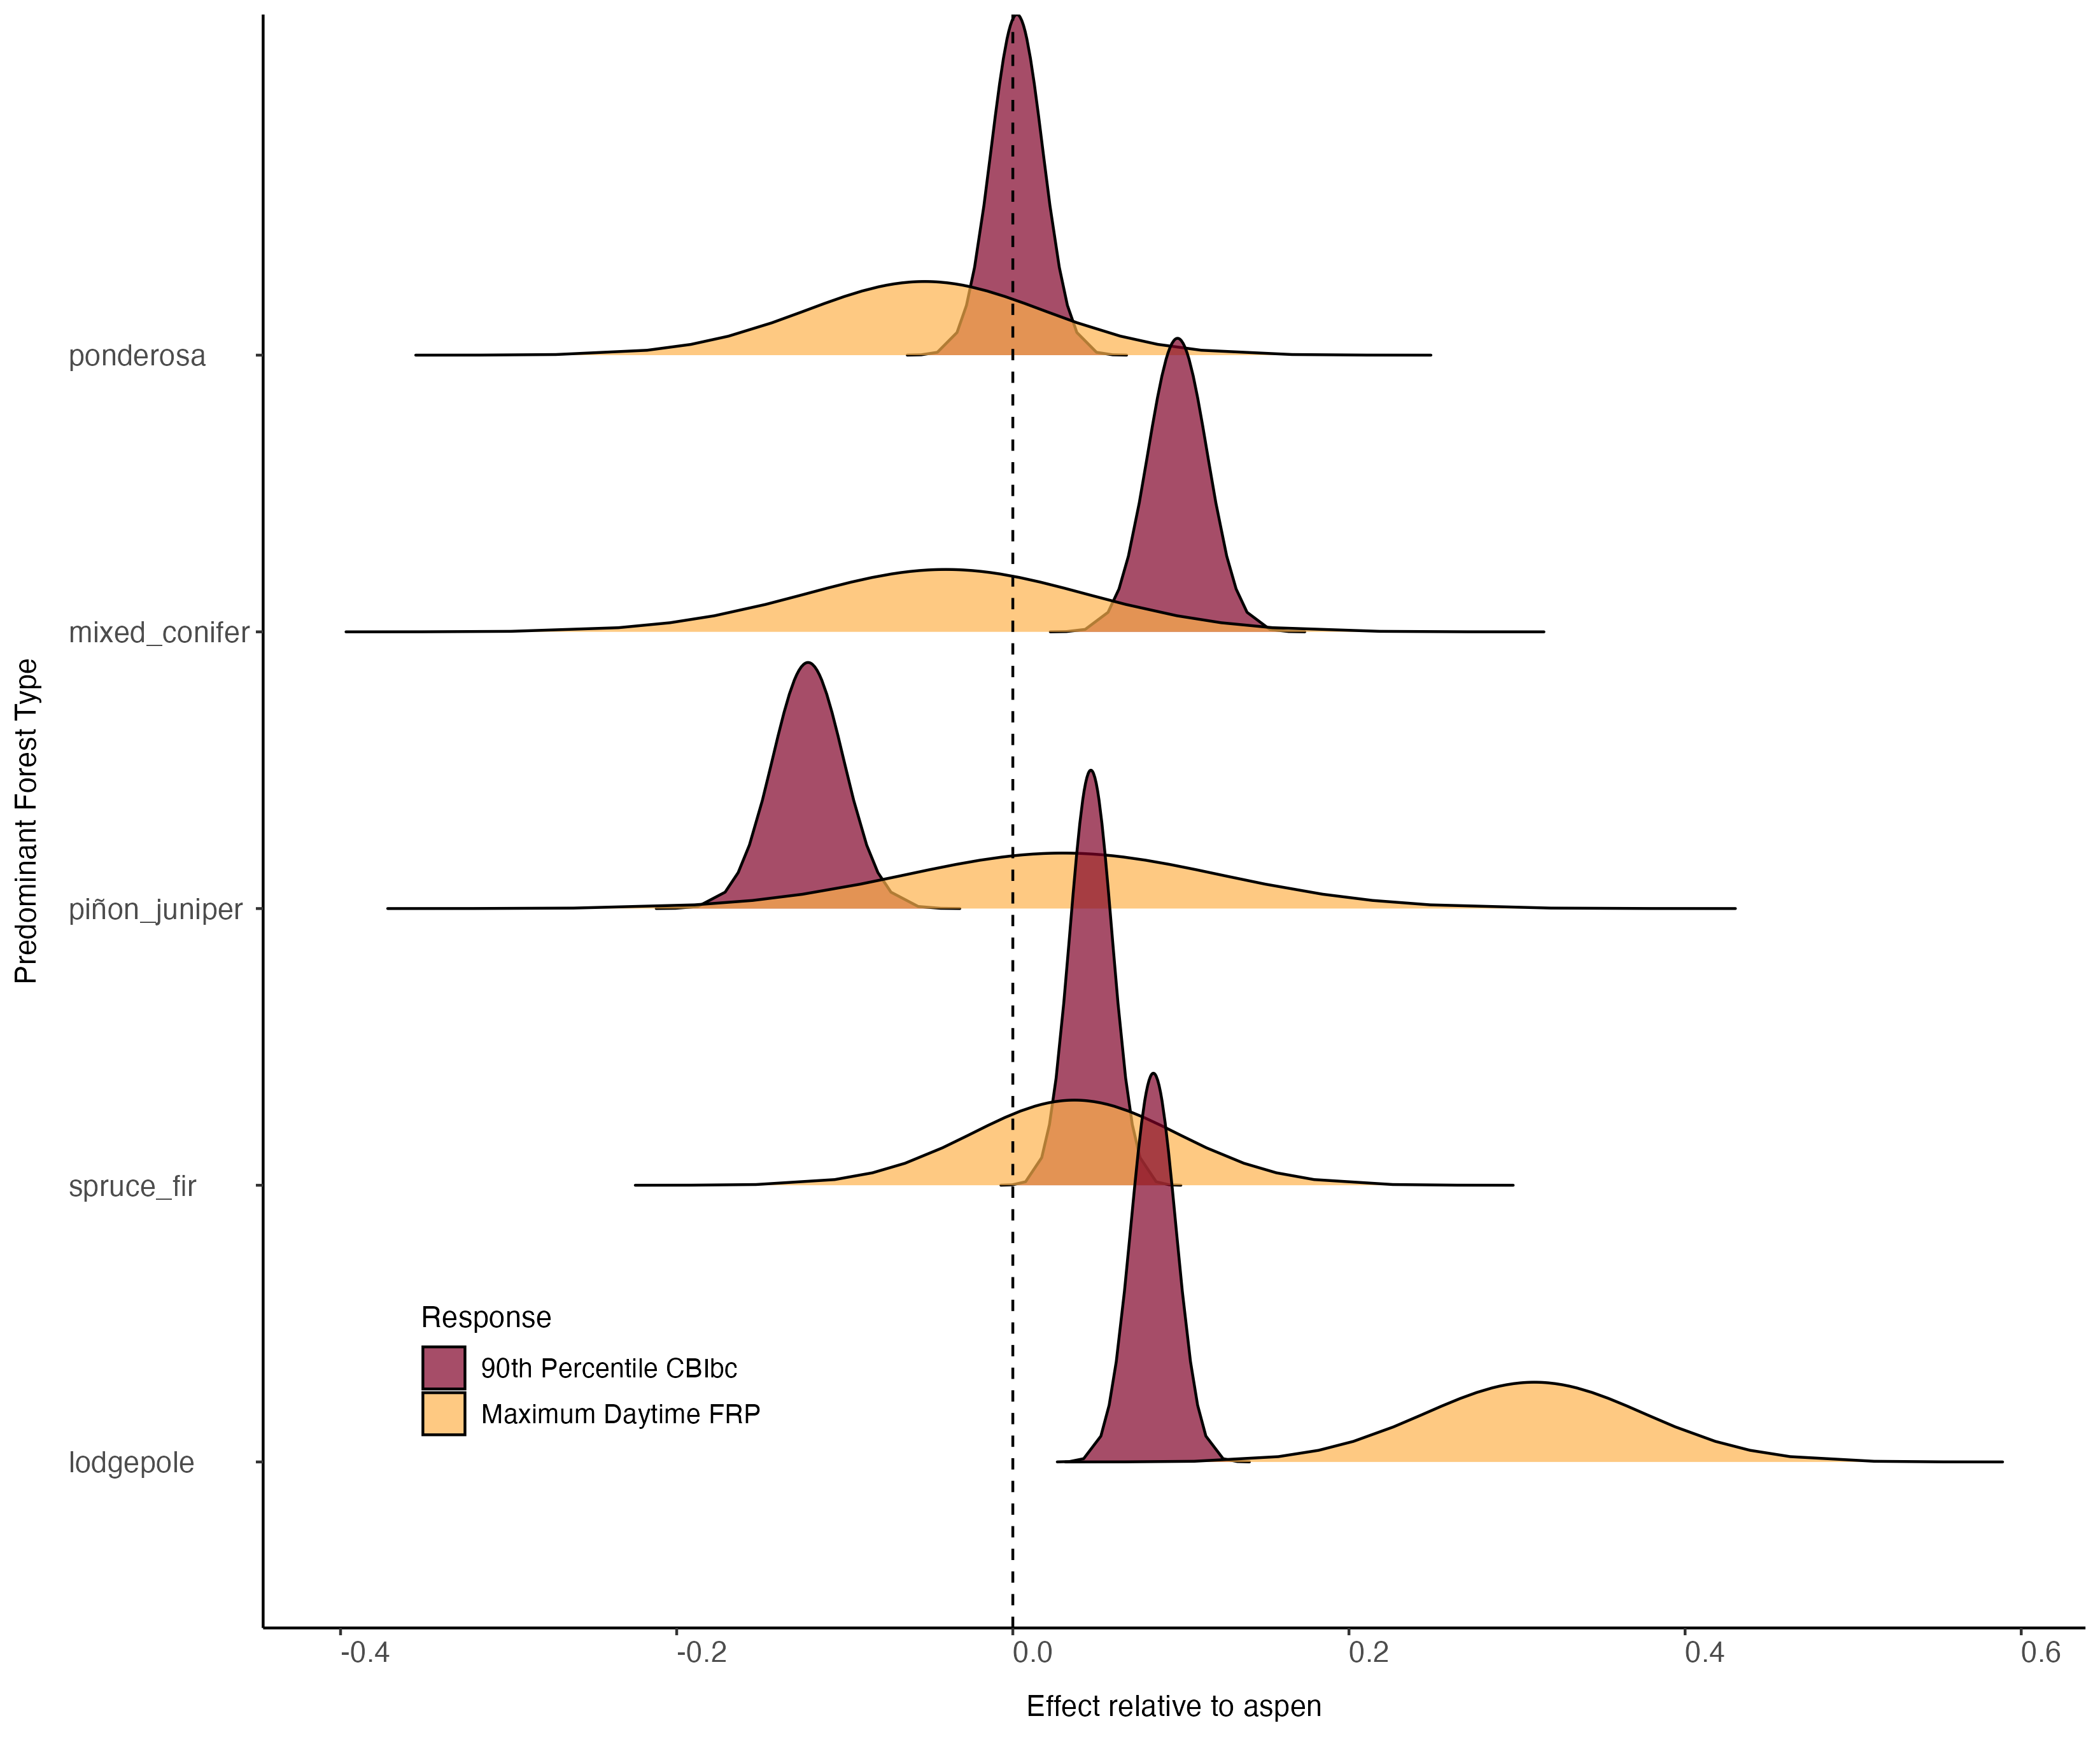 ponderosa
mixed_conifer
piñon_juniper
spruce_fir
lodgepole
Predominant Forest Type
Response
90th Percentile CBIbc
Maximum Daytime FRP
-0.4 -0.2 0.0 0.2 0.4 0.6
Effect relative to aspen